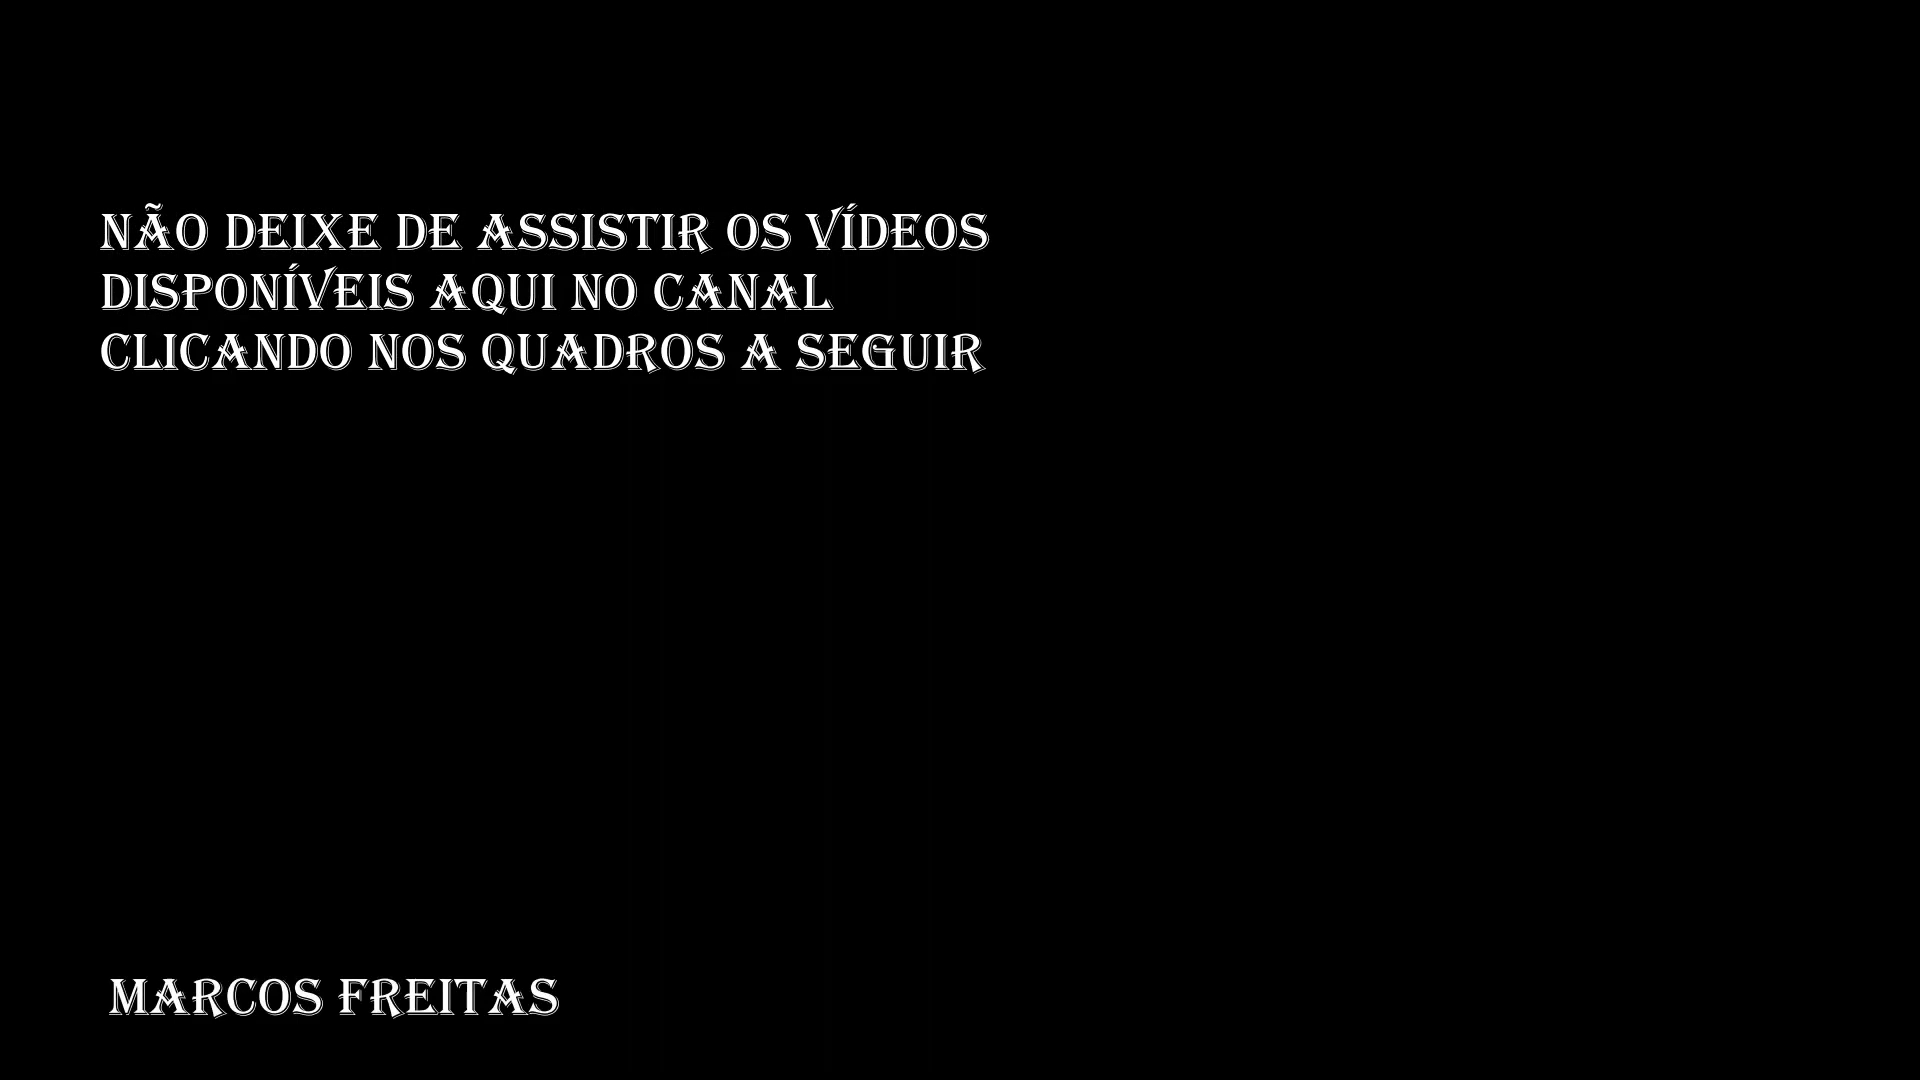 NÃO DEIXE DE ASSISTIR OS VÍDEOS
DISPONÍVEIS AQUI NO CANAL
CLICANDO NOS QUADROS A SEGUIR
MARCOS FREITAS